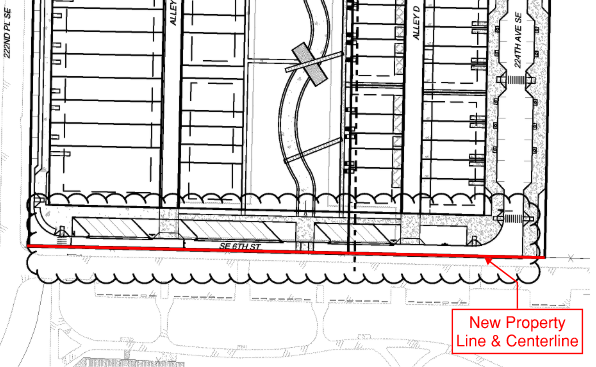 222ND PL SE
ALLEY
ALLEY D
224TH AVE SE
SE 6TH ST
New Property
Line & Centerline